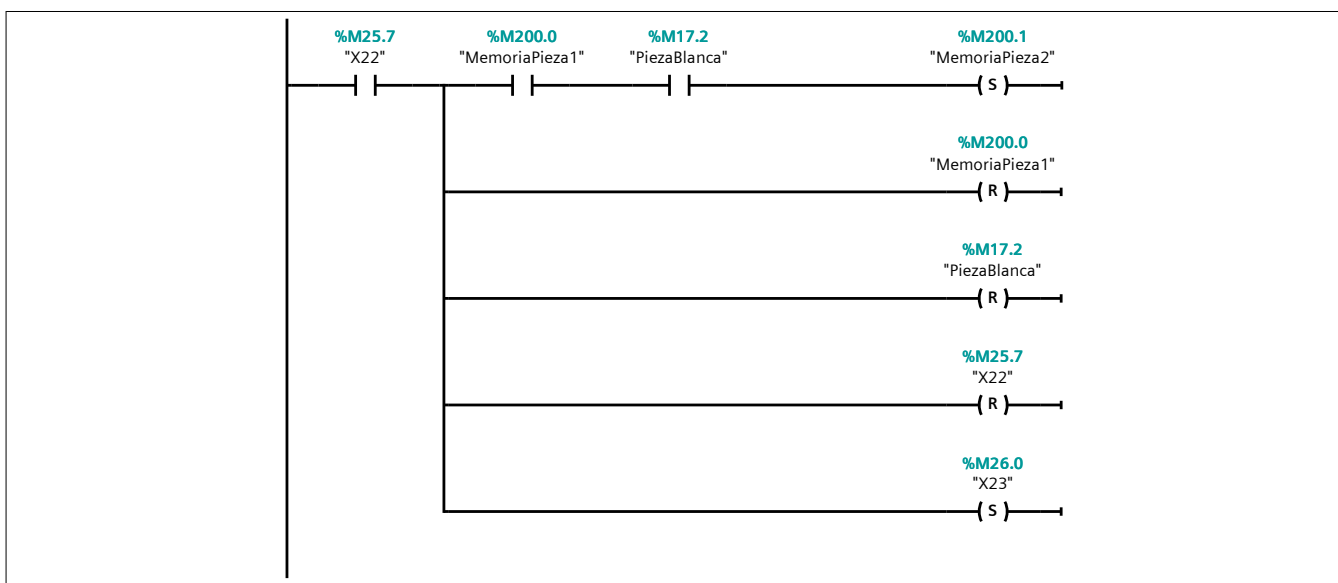 %M25.7 %M200.0 %M17.2 %M200.1
"X22" "MemoriaPieza1" "PiezaBlanca" "MemoriaPieza2"
S
%M200.0
"MemoriaPieza1"
R
%M17.2
"PiezaBlanca"
R
%M25.7
"X22"
R
%M26.0
"X23"
S